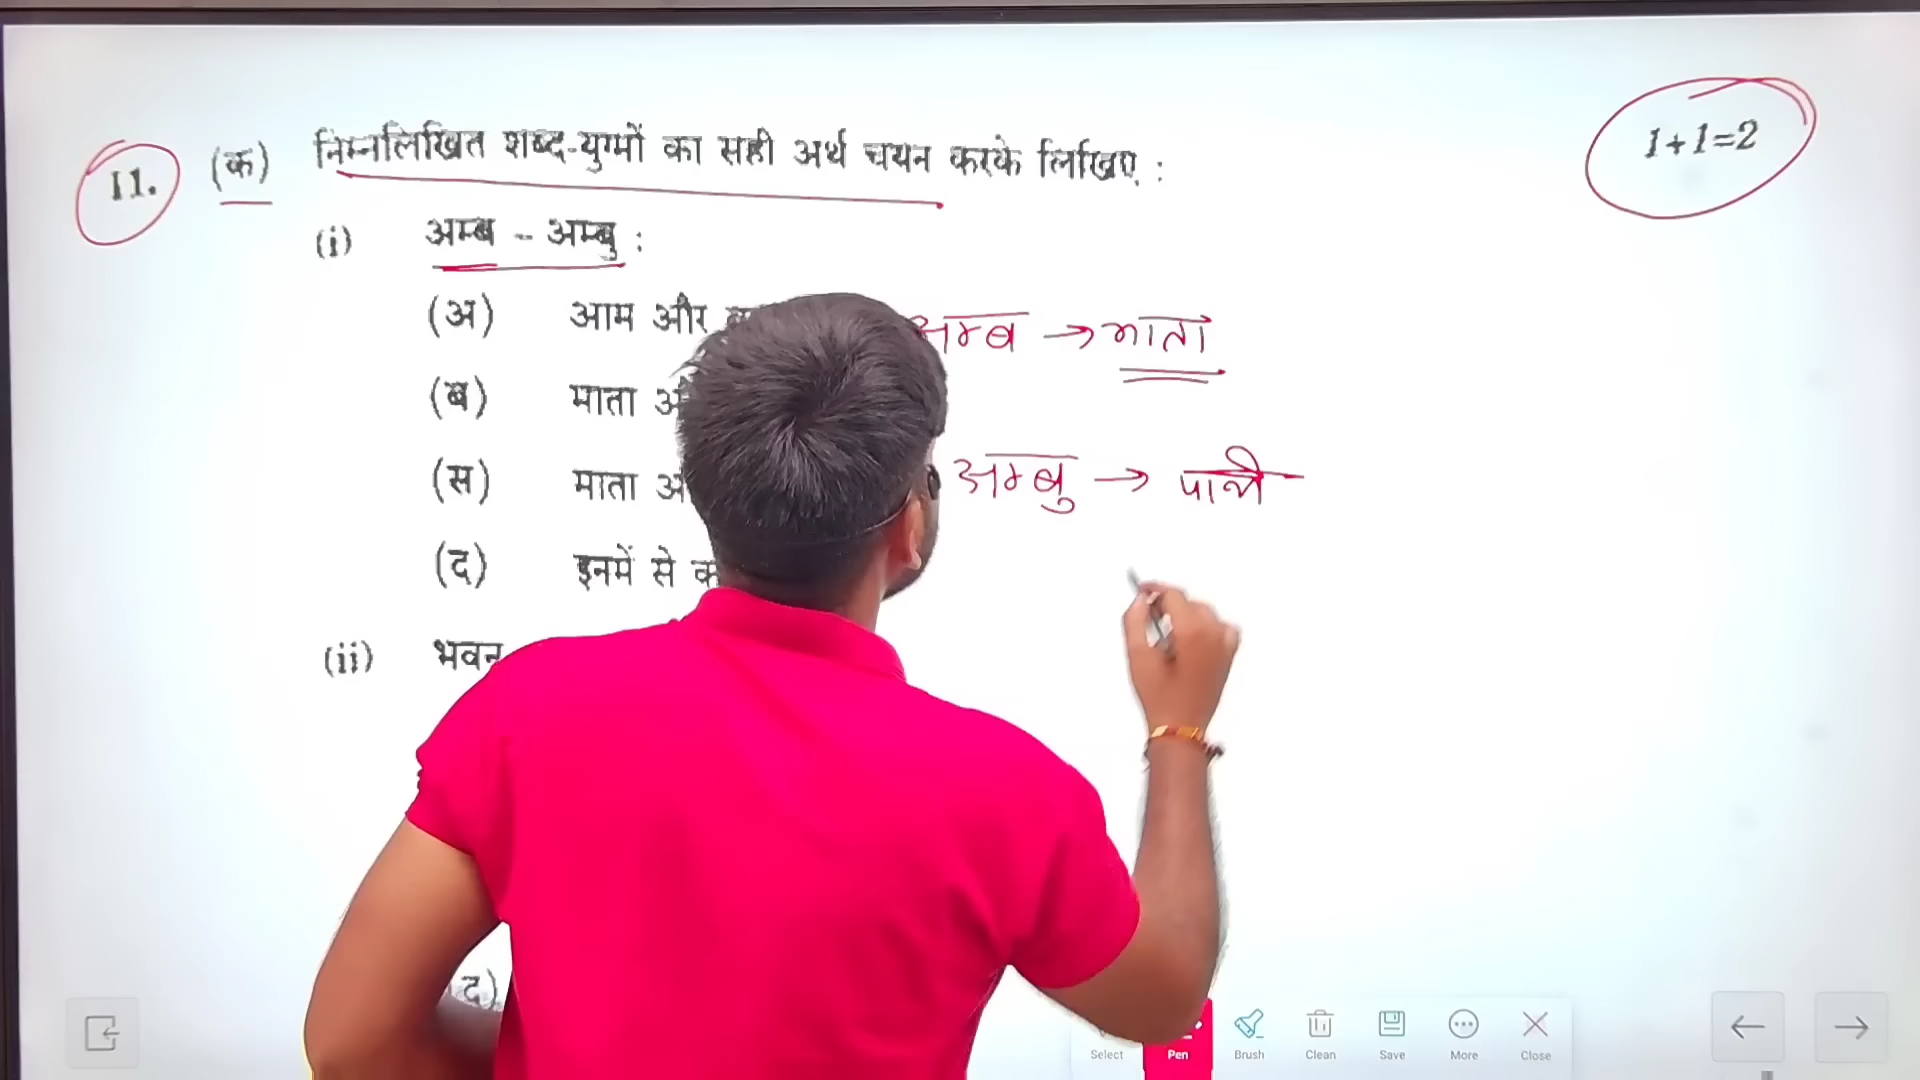 11. (क) निम्नलिखित शब्द-युग्मों का सही अर्थ चयन करके लिखिए : 1+1=2
(i) अम्ब – अम्बु :
(अ) आम और
अम्ब → माता
(ब) माता
(स) माता
अम्बु → पानी
(द) इनमें से
(ii) भवन
द)
Select Pen Brush Clean Save More Close